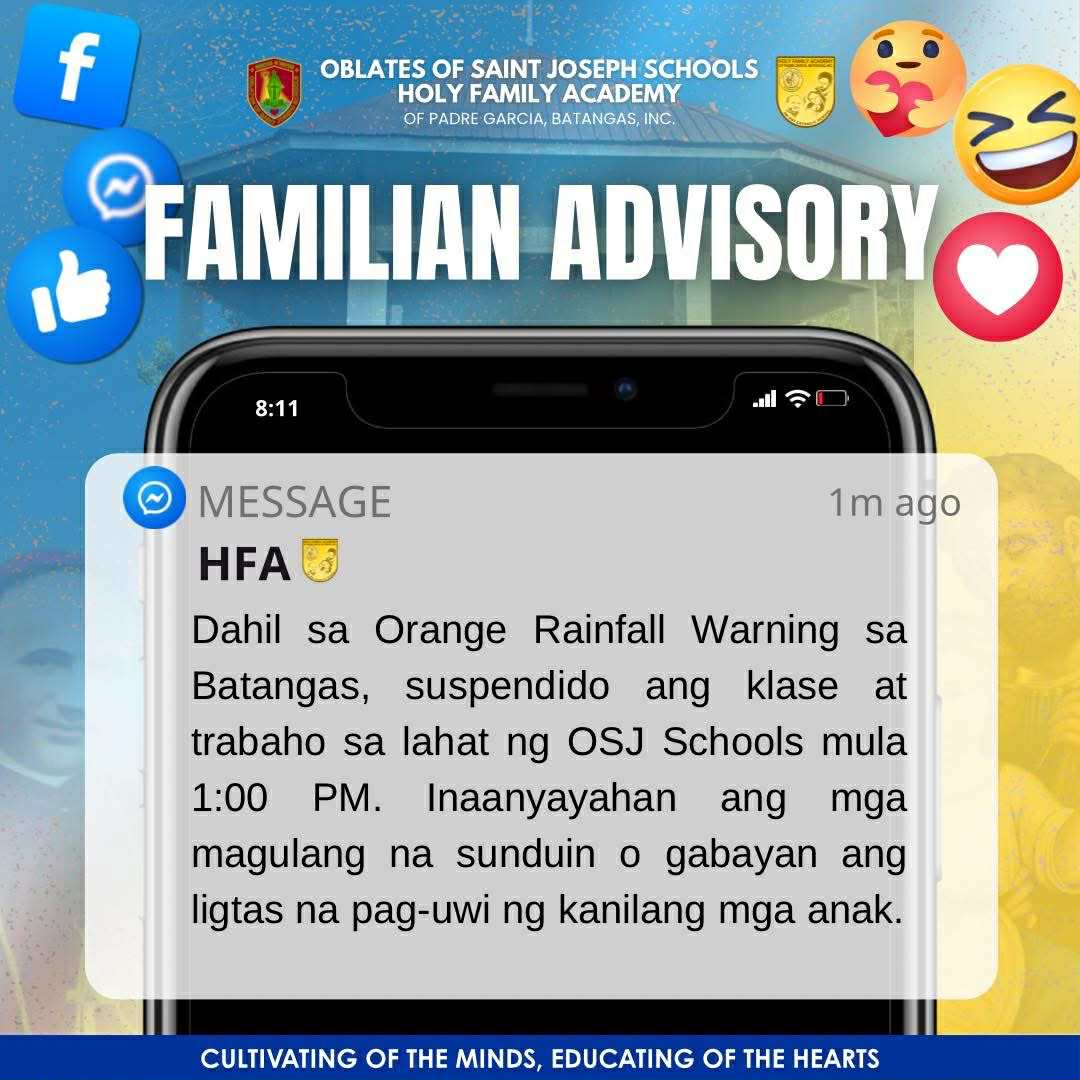 OBLATES OF SAINT JOSEPH SCHOOLS
HOLY FAMILY ACADEMY
OF PADRE GARCIA, BATANGAS, INC.
FAMILIAN ADVISORY
8:11
MESSAGE
1m ago
HFA
Dahil sa Orange Rainfall Warning sa
Batangas, suspendido ang klase at
trabaho sa lahat ng OSJ Schools mula
1:00 PM. Inaanyayahan ang mga
magulang na sunduin o gabayan ang
ligtas na pag-uwi ng kanilang mga anak.
CULTIVATING OF THE MINDS, EDUCATING OF THE HEARTS